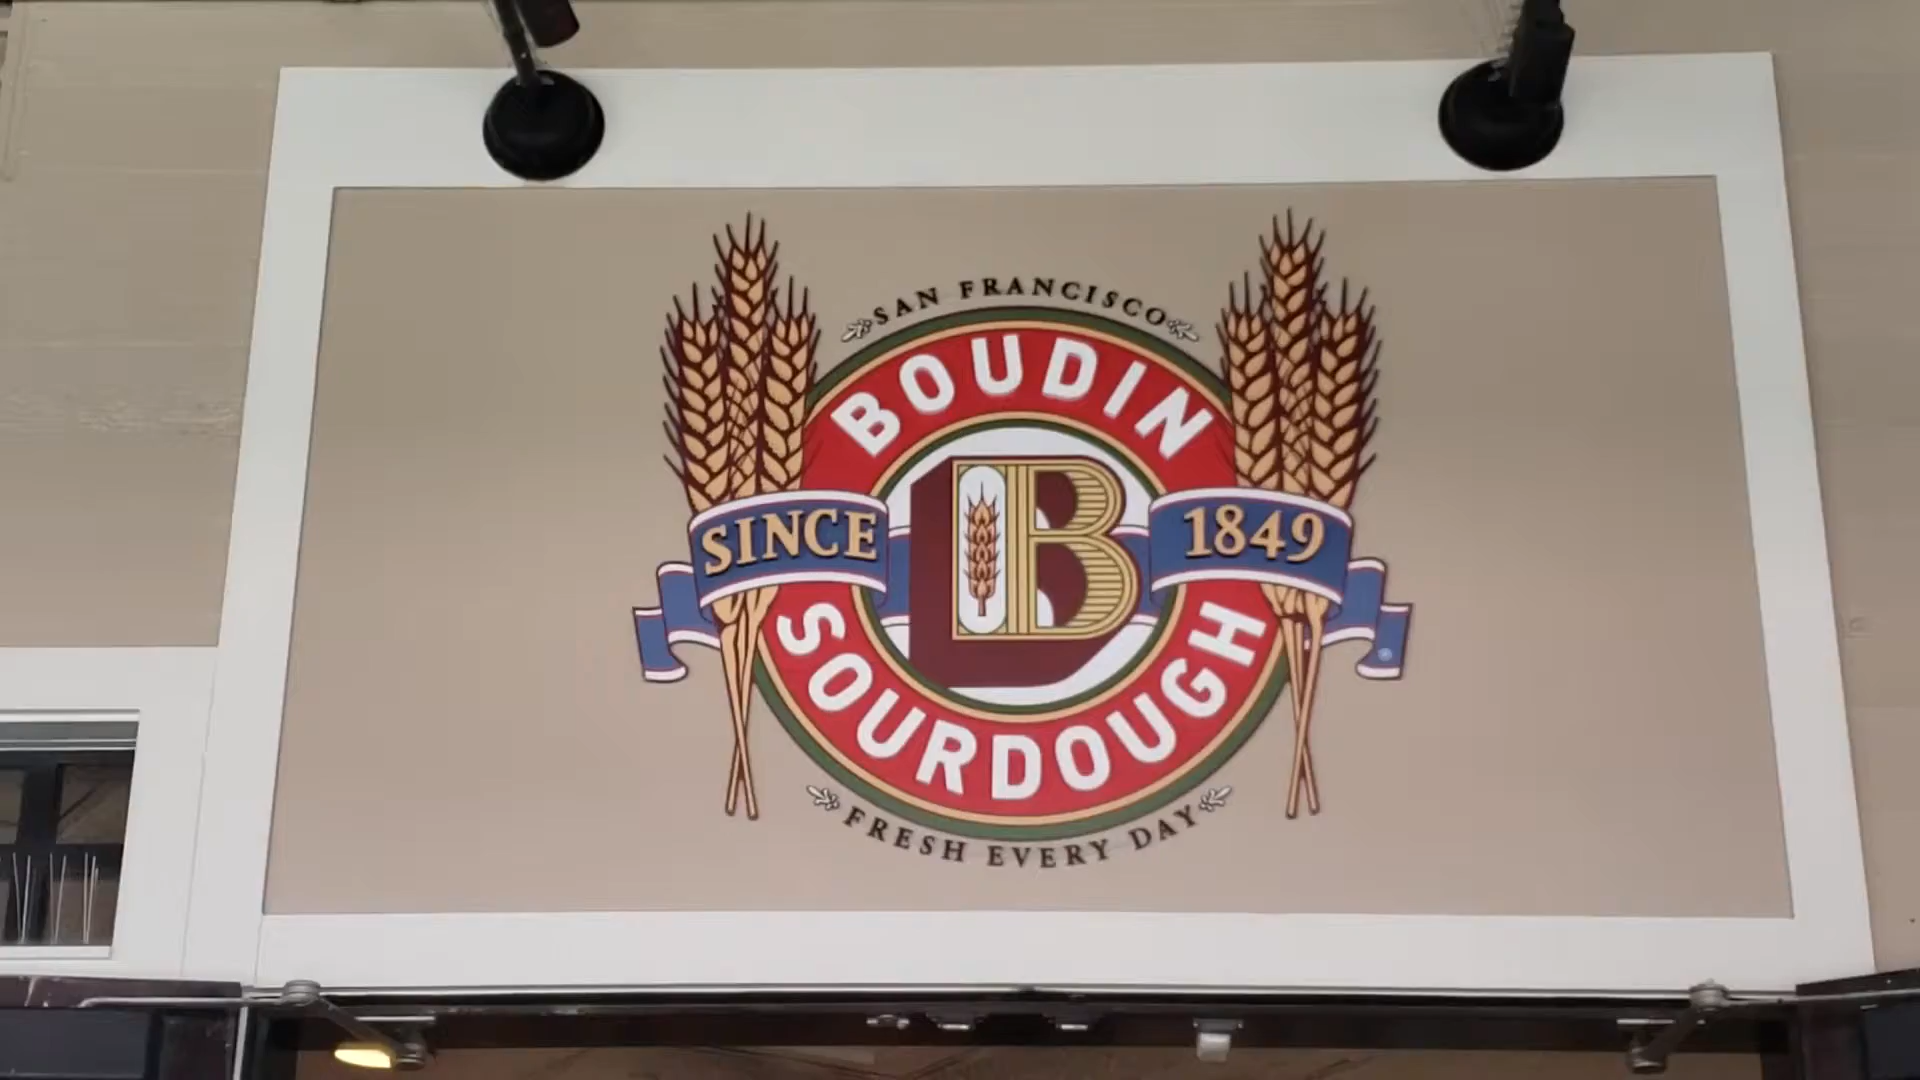 SAN FRANCISCO
BOUDIN
B
SINCE 1849
SOURDOUGH
FRESH EVERY DAY